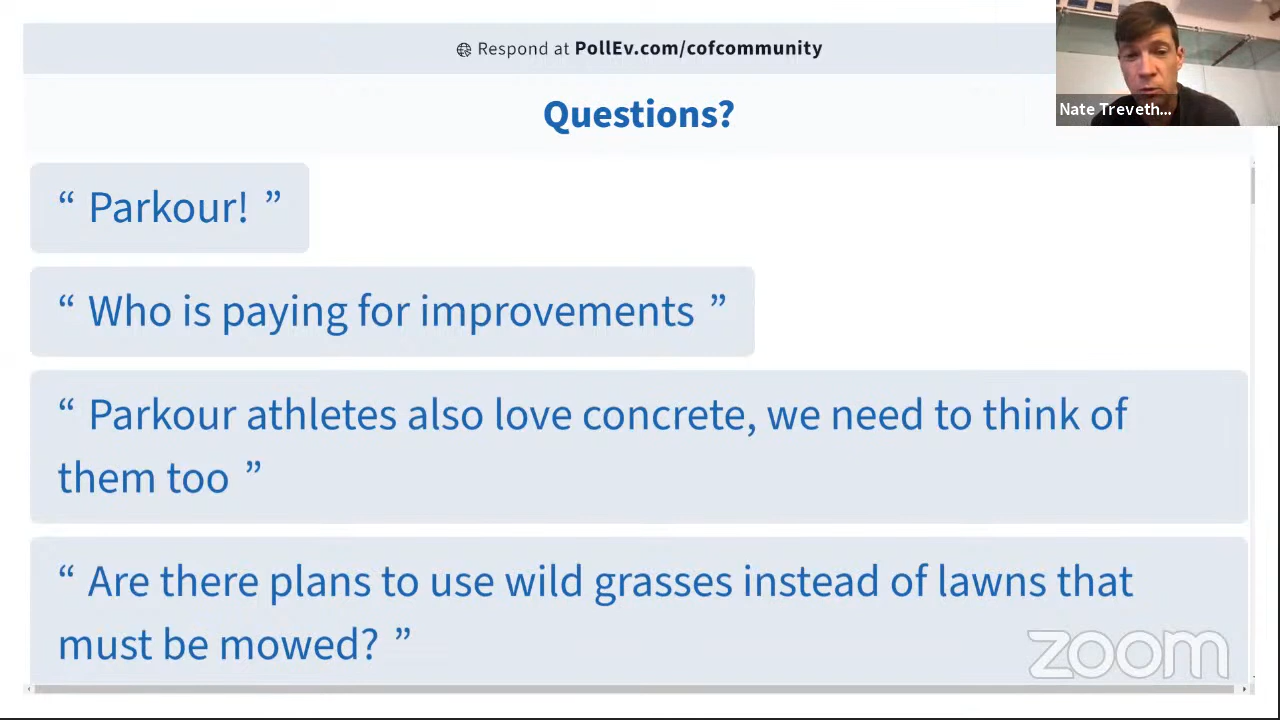 Respond at PollEv.com/cofcommunity
Nate Treveth...
Questions?
“ Parkour! ”
“ Who is paying for improvements ”
“ Parkour athletes also love concrete, we need to think of
them too ”
“ Are there plans to use wild grasses instead of lawns that
must be mowed? ”
zoom